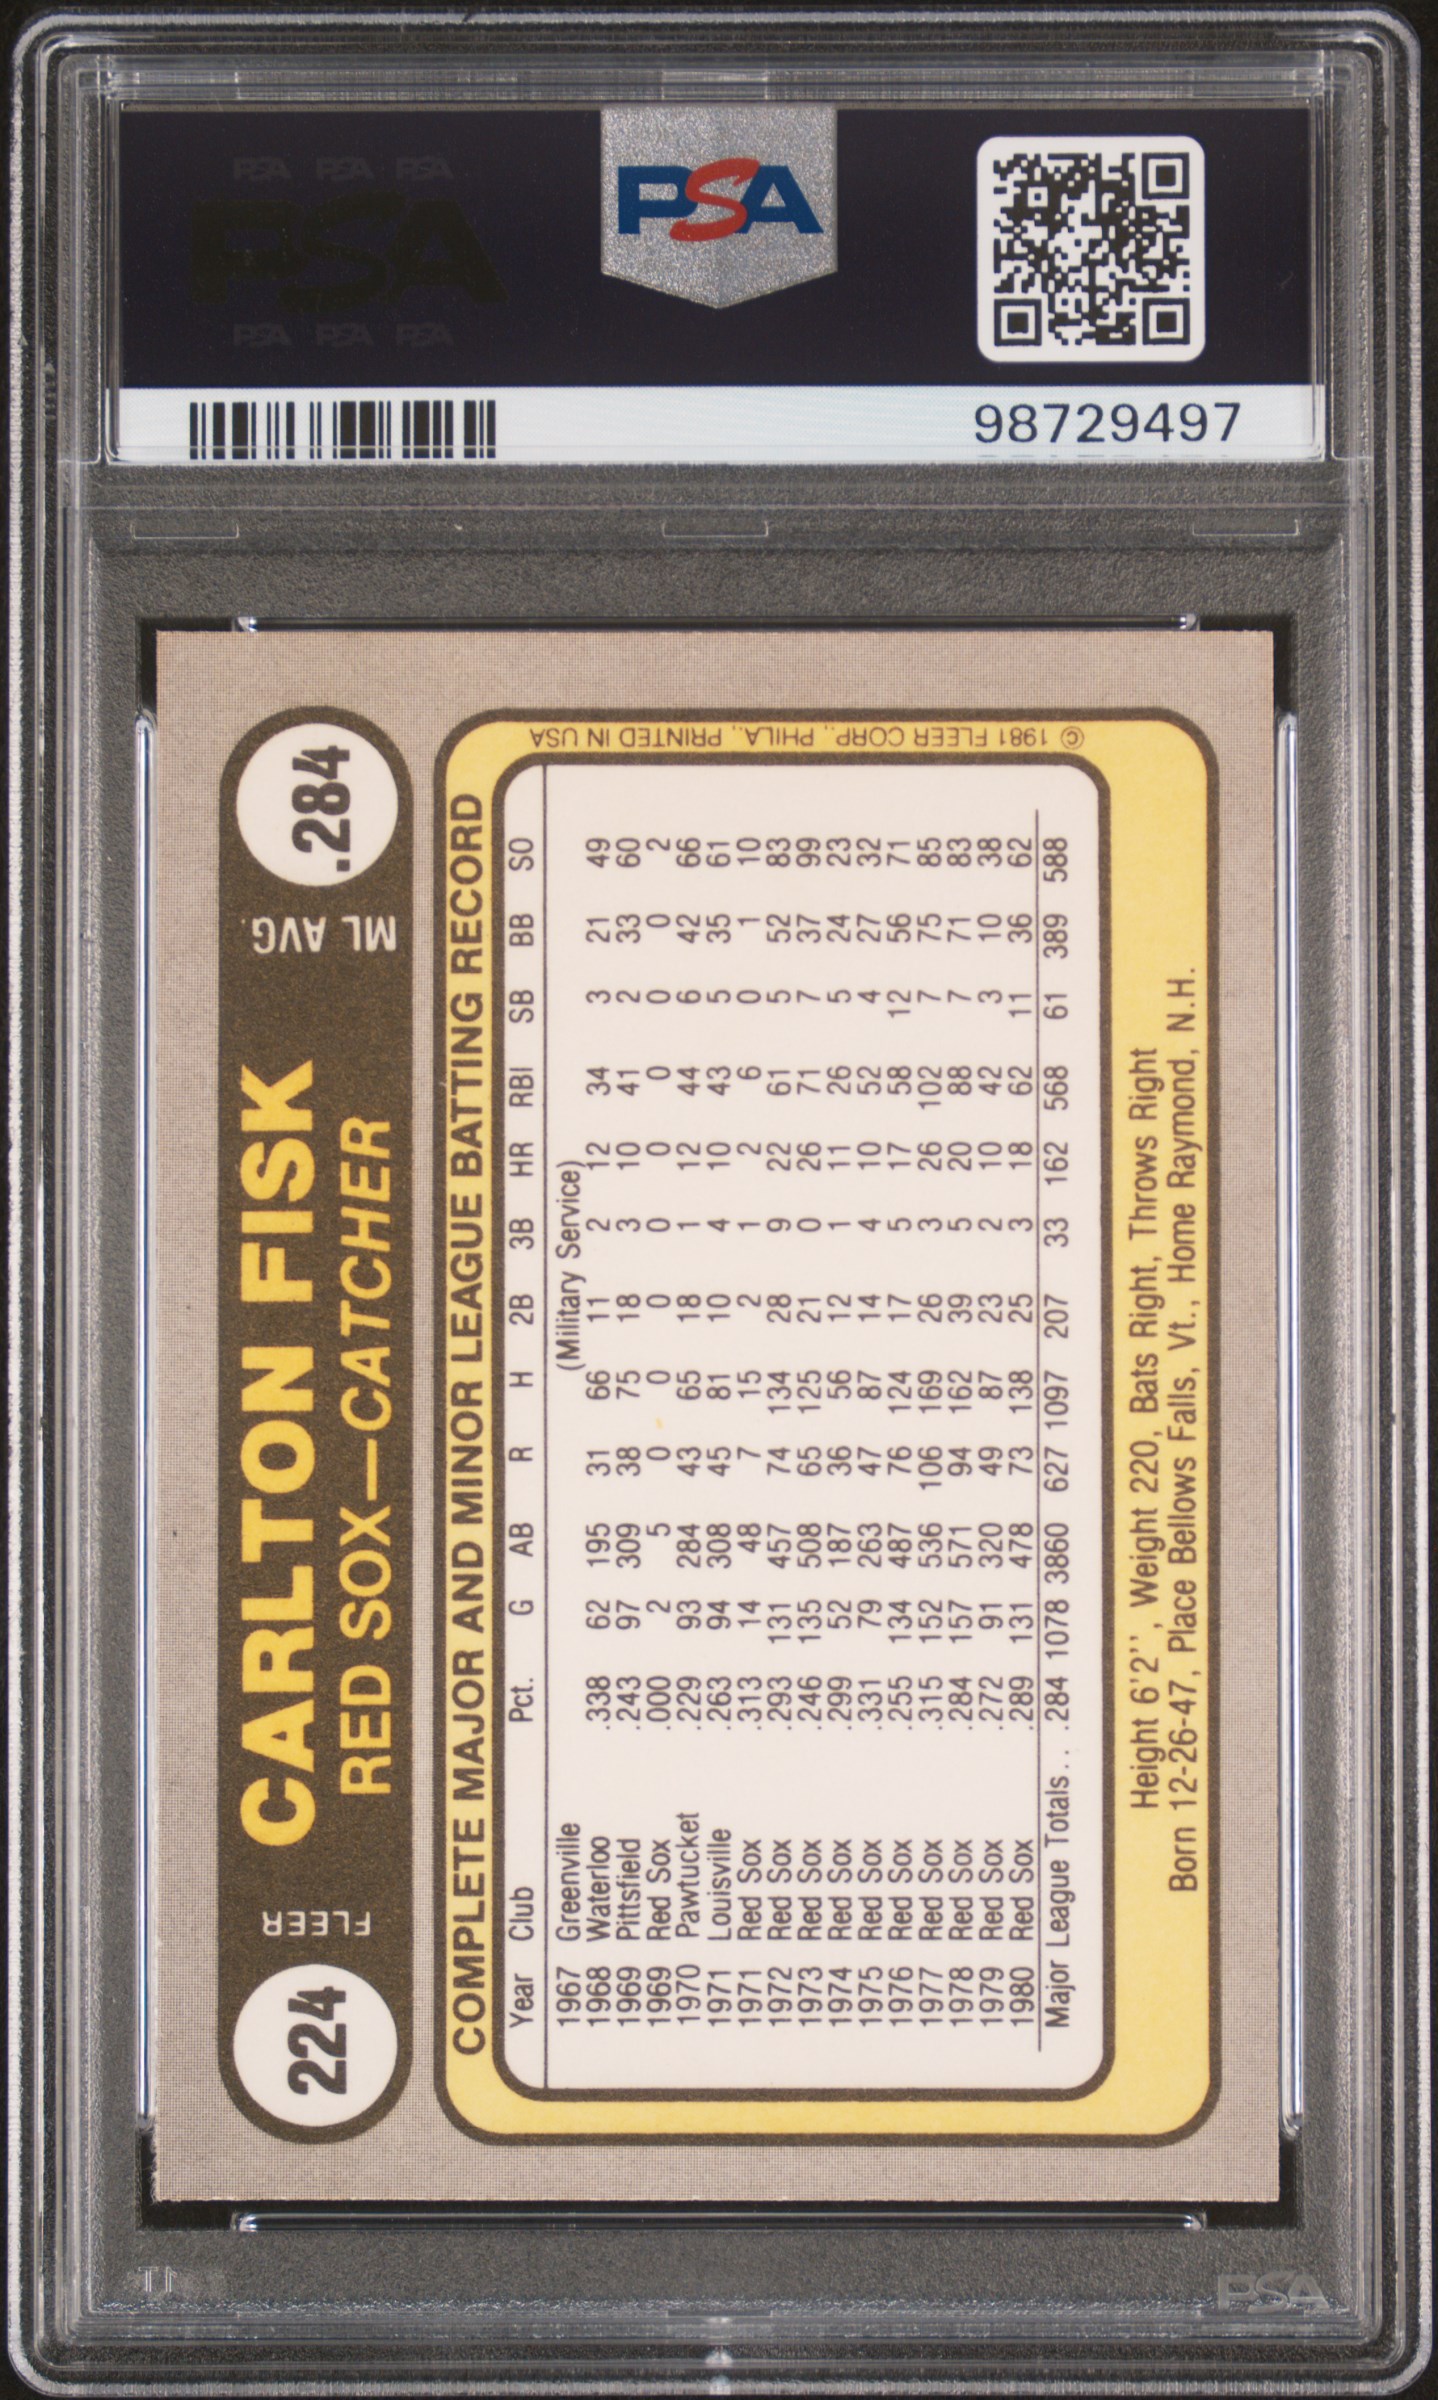 PSA PSA PSA
PSA
PSA PSA PSA
PSA
98729497
224
FLEER
CARLTON FISK
RED SOX—CATCHER
ML AVG.
.284
COMPLETE MAJOR AND MINOR LEAGUE BATTING RECORD
Year Club Pct. G AB R H 2B 3B HR RBI SB BB SO
1967 Greenville (Military Service)
1968 Waterloo .338 62 195 31 66 11 2 12 34 3 21 49
1969 Pittsfield .243 97 309 38 75 18 3 10 41 2 33 60
1969 Red Sox .000 2 5 0 0 0 0 0 0 0 0 2
1970 Pawtucket .229 93 284 43 65 18 1 12 44 6 42 66
1971 Louisville .263 94 308 45 81 10 4 10 43 5 35 61
1971 Red Sox .313 14 48 7 15 2 1 2 6 0 1 10
1972 Red Sox .293 131 457 74 134 28 9 22 61 5 52 83
1973 Red Sox .246 135 508 65 125 21 0 26 71 7 37 99
1974 Red Sox .299 52 187 36 56 12 1 11 26 5 24 23
1975 Red Sox .331 79 263 47 87 14 4 10 52 4 27 32
1976 Red Sox .255 134 487 76 124 17 5 17 58 12 56 71
1977 Red Sox .315 152 536 106 169 26 3 26 102 7 75 85
1978 Red Sox .284 157 571 94 162 39 5 20 88 7 71 83
1979 Red Sox .272 91 320 49 87 23 2 10 42 3 10 38
1980 Red Sox .289 131 478 73 138 25 3 18 62 11 36 62
Major League Totals. . .284 1078 3860 627 1097 207 33 162 568 61 389 588
© 1981 FLEER CORP., PHILA., PRINTED IN USA
Height 6'2'', Weight 220, Bats Right, Throws Right
Born 12-26-47, Place Bellows Falls, Vt., Home Raymond, N.H.
PSA